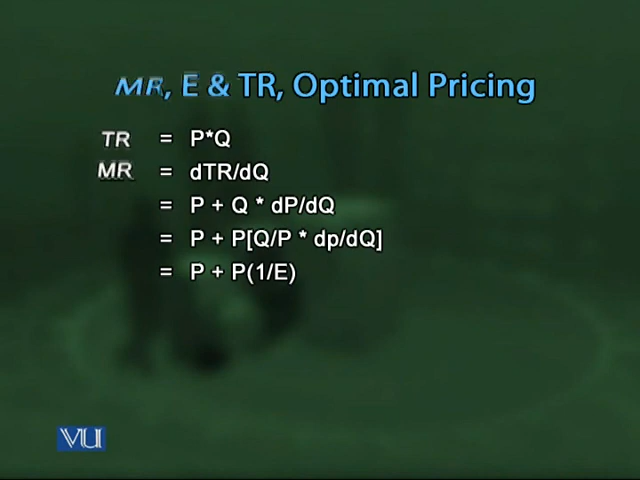 MR, E & TR, Optimal Pricing
TR = P*Q
MR = dTR/dQ
= P + Q * dP/dQ
= P + P[Q/P * dp/dQ]
= P + P(1/E)
VU